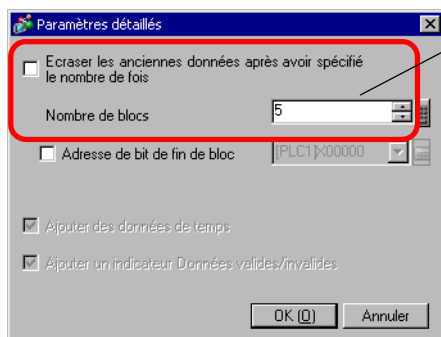 Paramètres détaillés
Ecraser les anciennes données après avoir spécifié
le nombre de fois
Nombre de blocs
5
Adresse de bit de fin de bloc
[PLC1]X00000
Ajouter des données de temps
Ajouter un indicateur Données valides/invalides
OK (O)
Annuler